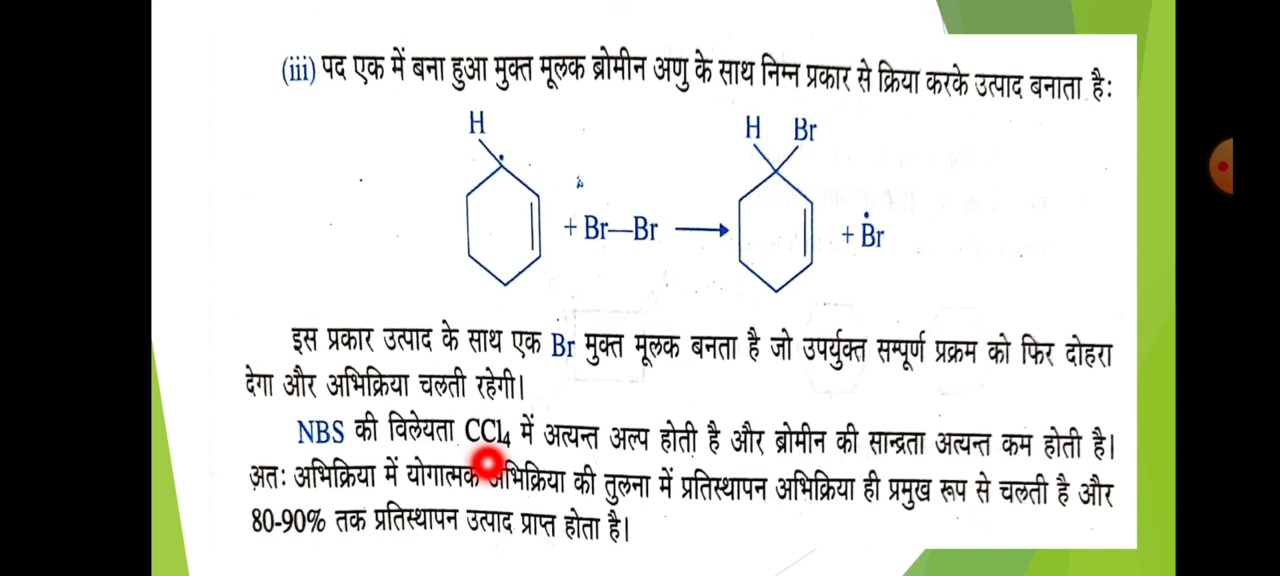 (iii) पद एक में बना हुआ मुक्त मूलक ब्रोमीन अणु के साथ निम्न प्रकार से क्रिया करके उत्पाद बनाता है:
H
H Br
+ Br—Br ⟶ + Ḃr
इस प्रकार उत्पाद के साथ एक Ḃr मुक्त मूलक बनता है जो उपर्युक्त सम्पूर्ण प्रक्रम को फिर दोहरा
देगा और अभिक्रिया चलती रहेगी।
NBS की विलेयता CCl₄ में अत्यन्त अल्प होती है और ब्रोमीन की सान्द्रता अत्यन्त कम होती है।
अतः अभिक्रिया में योगात्मक अभिक्रिया की तुलना में प्रतिस्थापन अभिक्रिया ही प्रमुख रूप से चलती है और
80-90% तक प्रतिस्थापन उत्पाद प्राप्त होता है।